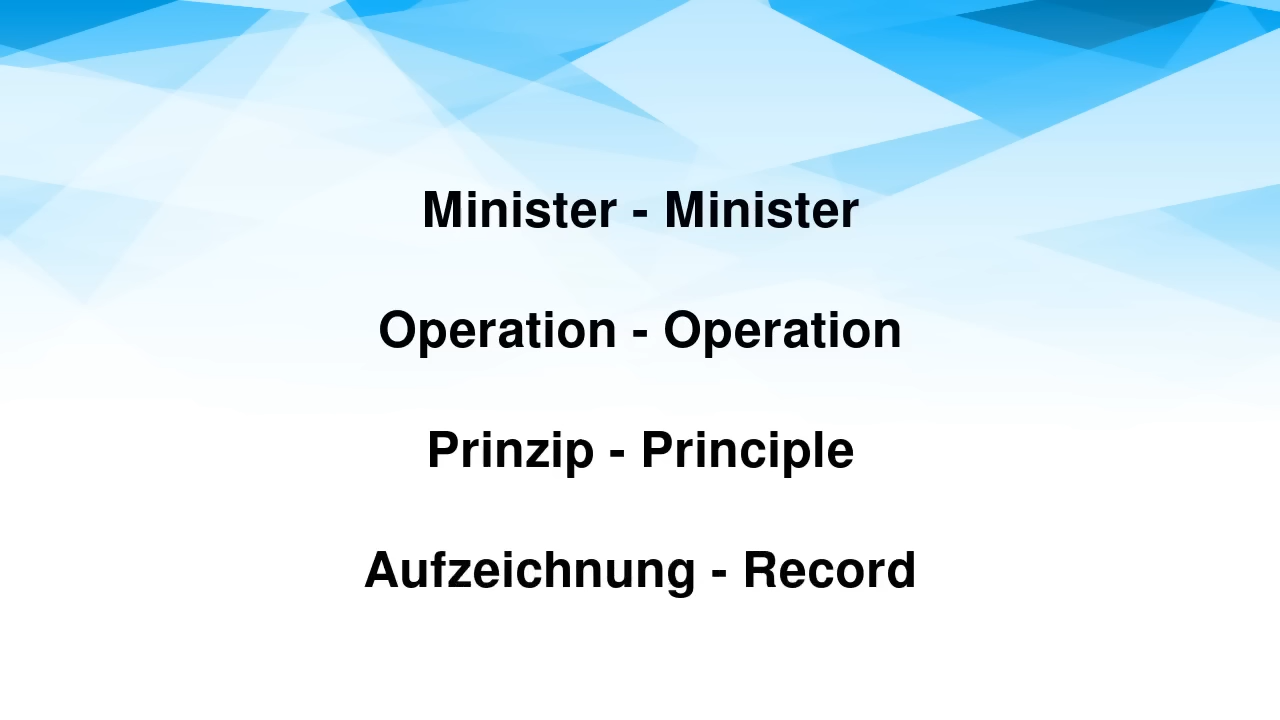 Minister - Minister
Operation - Operation
Prinzip - Principle
Aufzeichnung - Record